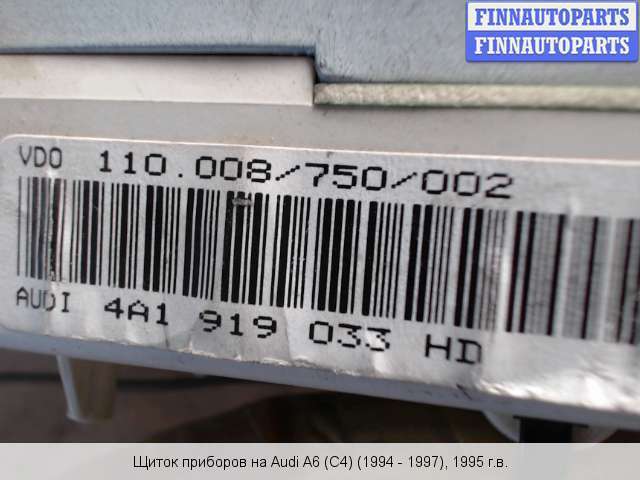 FINNAUTOPARTS
FINNAUTOPARTS
VDO 110.008/750/002
AUDI 4A1 919 033 HD
Щиток приборов на Audi A6 (C4) (1994 - 1997), 1995 г.в.